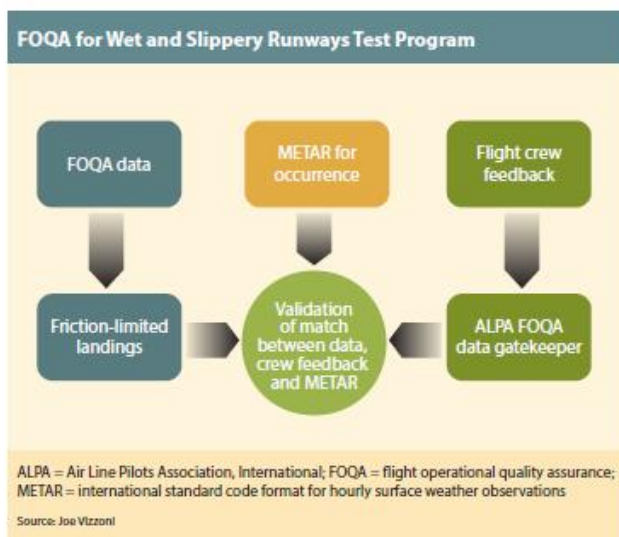 FOQA for Wet and Slippery Runways Test Program
FOQA data
METAR for
occurrence
Flight crew
feedback
Friction-limited
landings
Validation
of match
between data,
crew feedback
and METAR
ALPA FOQA
data gatekeeper
ALPA = Air Line Pilots Association, International; FOQA = flight operational quality assurance;
METAR = international standard code format for hourly surface weather observations
Source: Joe Vizzoni